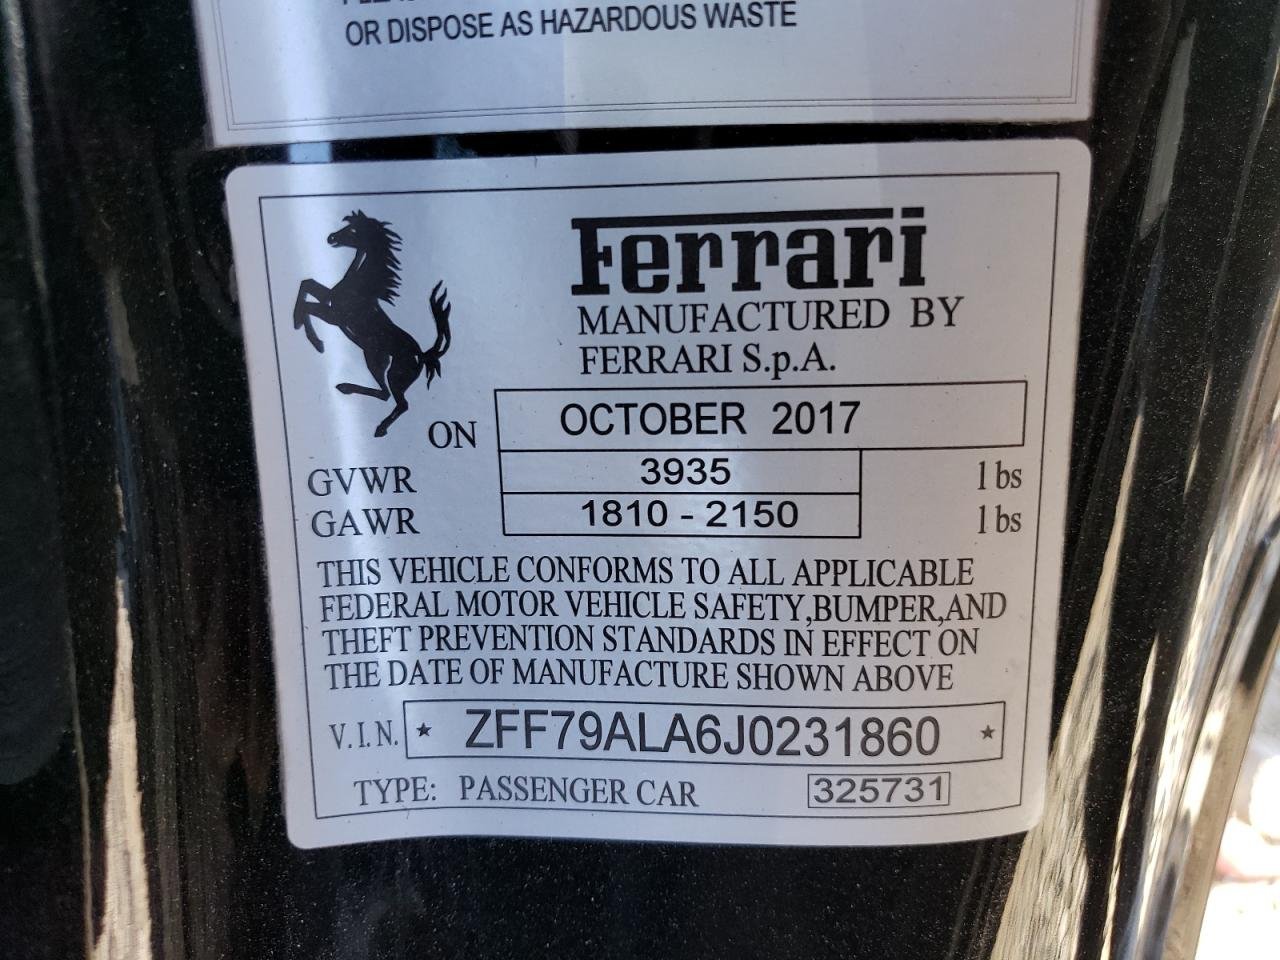 OR DISPOSE AS HAZARDOUS WASTE
Ferrari
MANUFACTURED BY
FERRARI S.p.A.
ON OCTOBER 2017
GVWR 3935 lbs
GAWR 1810 - 2150 lbs
THIS VEHICLE CONFORMS TO ALL APPLICABLE
FEDERAL MOTOR VEHICLE SAFETY,BUMPER,AND
THEFT PREVENTION STANDARDS IN EFFECT ON
THE DATE OF MANUFACTURE SHOWN ABOVE
V.I.N. * ZFF79ALA6J0231860 *
TYPE: PASSENGER CAR 325731